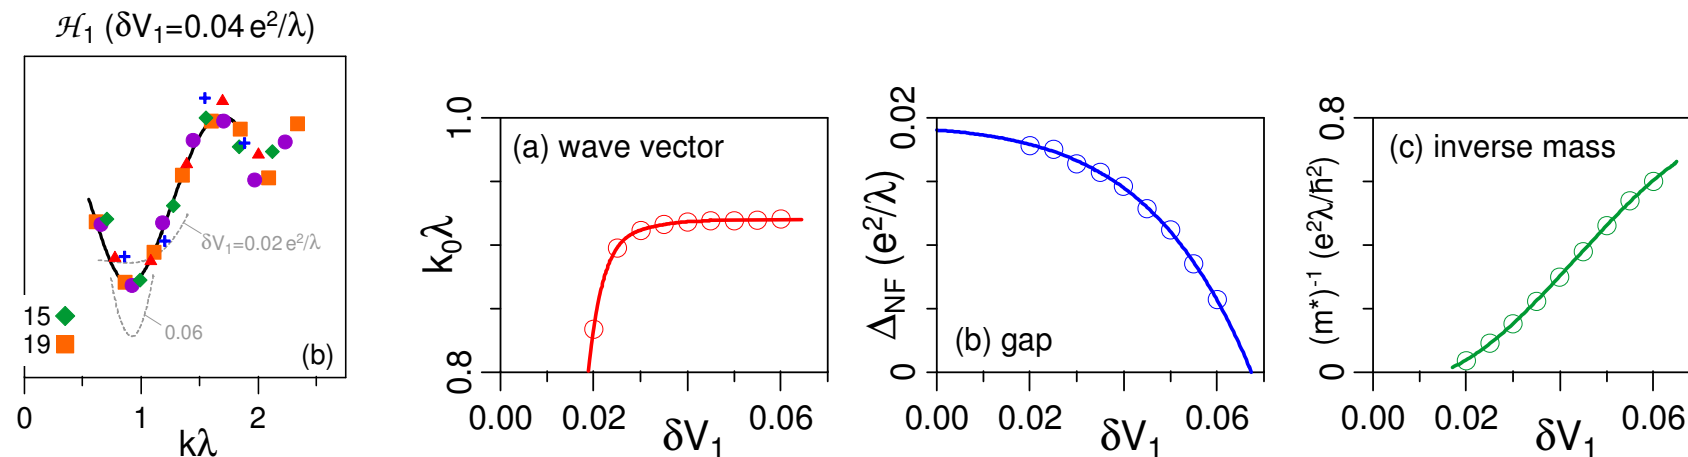 ℋ₁ (δV₁=0.04 e²/λ)
δV₁=0.02 e²/λ
0.06
15
19
(b)
0 1 2
kλ
1.0
0.8
k₀λ
(a) wave vector
0.00 0.02 0.06
δV₁
0.02
0
Δ_NF (e²/λ)
(b) gap
0.00 0.02 0.06
δV₁
0.8
0
(m*)⁻¹ (e²λ/ħ²)
(c) inverse mass
0.00 0.02 0.06
δV₁